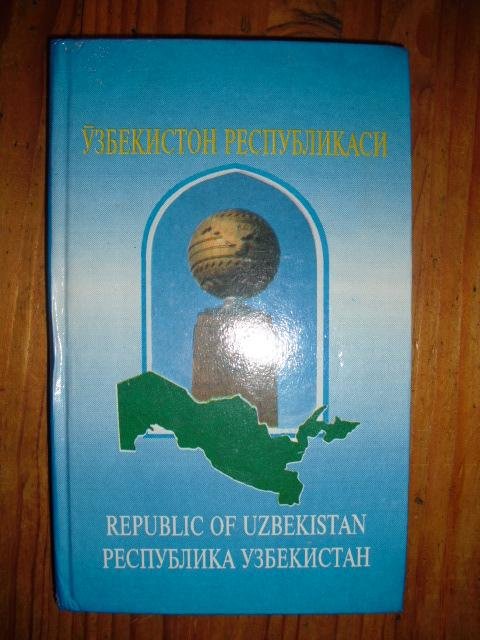 ЎЗБЕКИСТОН РЕСПУБЛИКАСИ
REPUBLIC OF UZBEKISTAN
РЕСПУБЛИКА УЗБЕКИСТАН